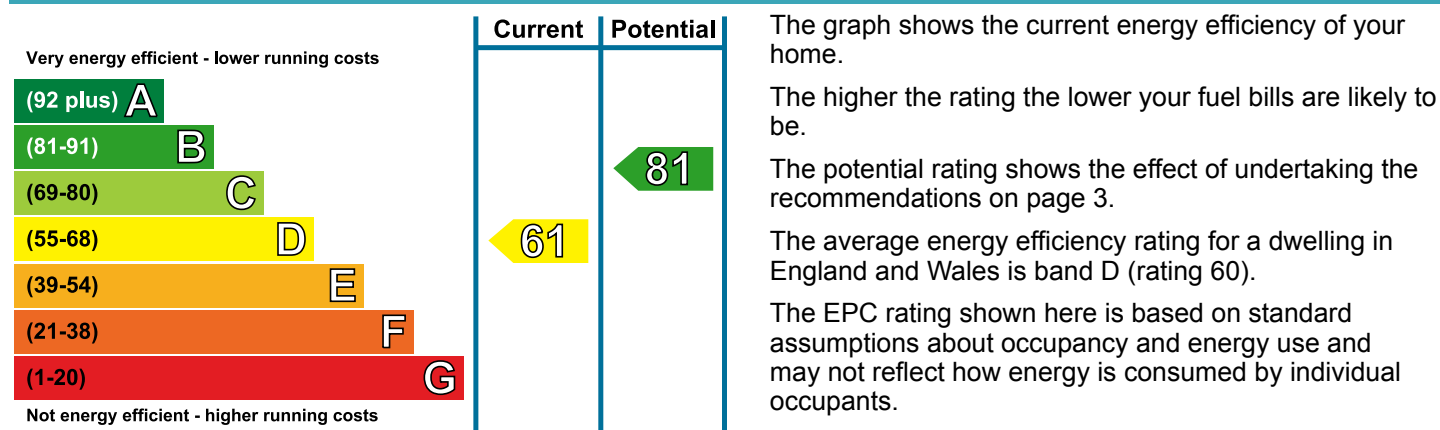 Current Potential
Very energy efficient - lower running costs
(92 plus) A
(81-91) B
(69-80) C
(55-68) D
(39-54) E
(21-38) F
(1-20) G
Not energy efficient - higher running costs
61
81
The graph shows the current energy efficiency of your
home.
The higher the rating the lower your fuel bills are likely to
be.
The potential rating shows the effect of undertaking the
recommendations on page 3.
The average energy efficiency rating for a dwelling in
England and Wales is band D (rating 60).
The EPC rating shown here is based on standard
assumptions about occupancy and energy use and
may not reflect how energy is consumed by individual
occupants.